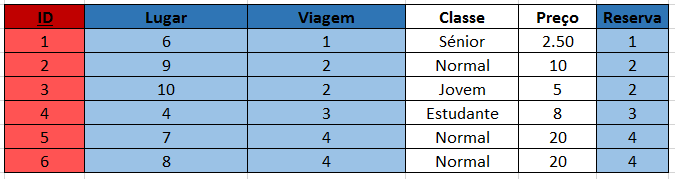 ID Lugar Viagem Classe Preço Reserva
1 6 1 Sénior 2.50 1
2 9 2 Normal 10 2
3 10 2 Jovem 5 2
4 4 3 Estudante 8 3
5 7 4 Normal 20 4
6 8 4 Normal 20 4